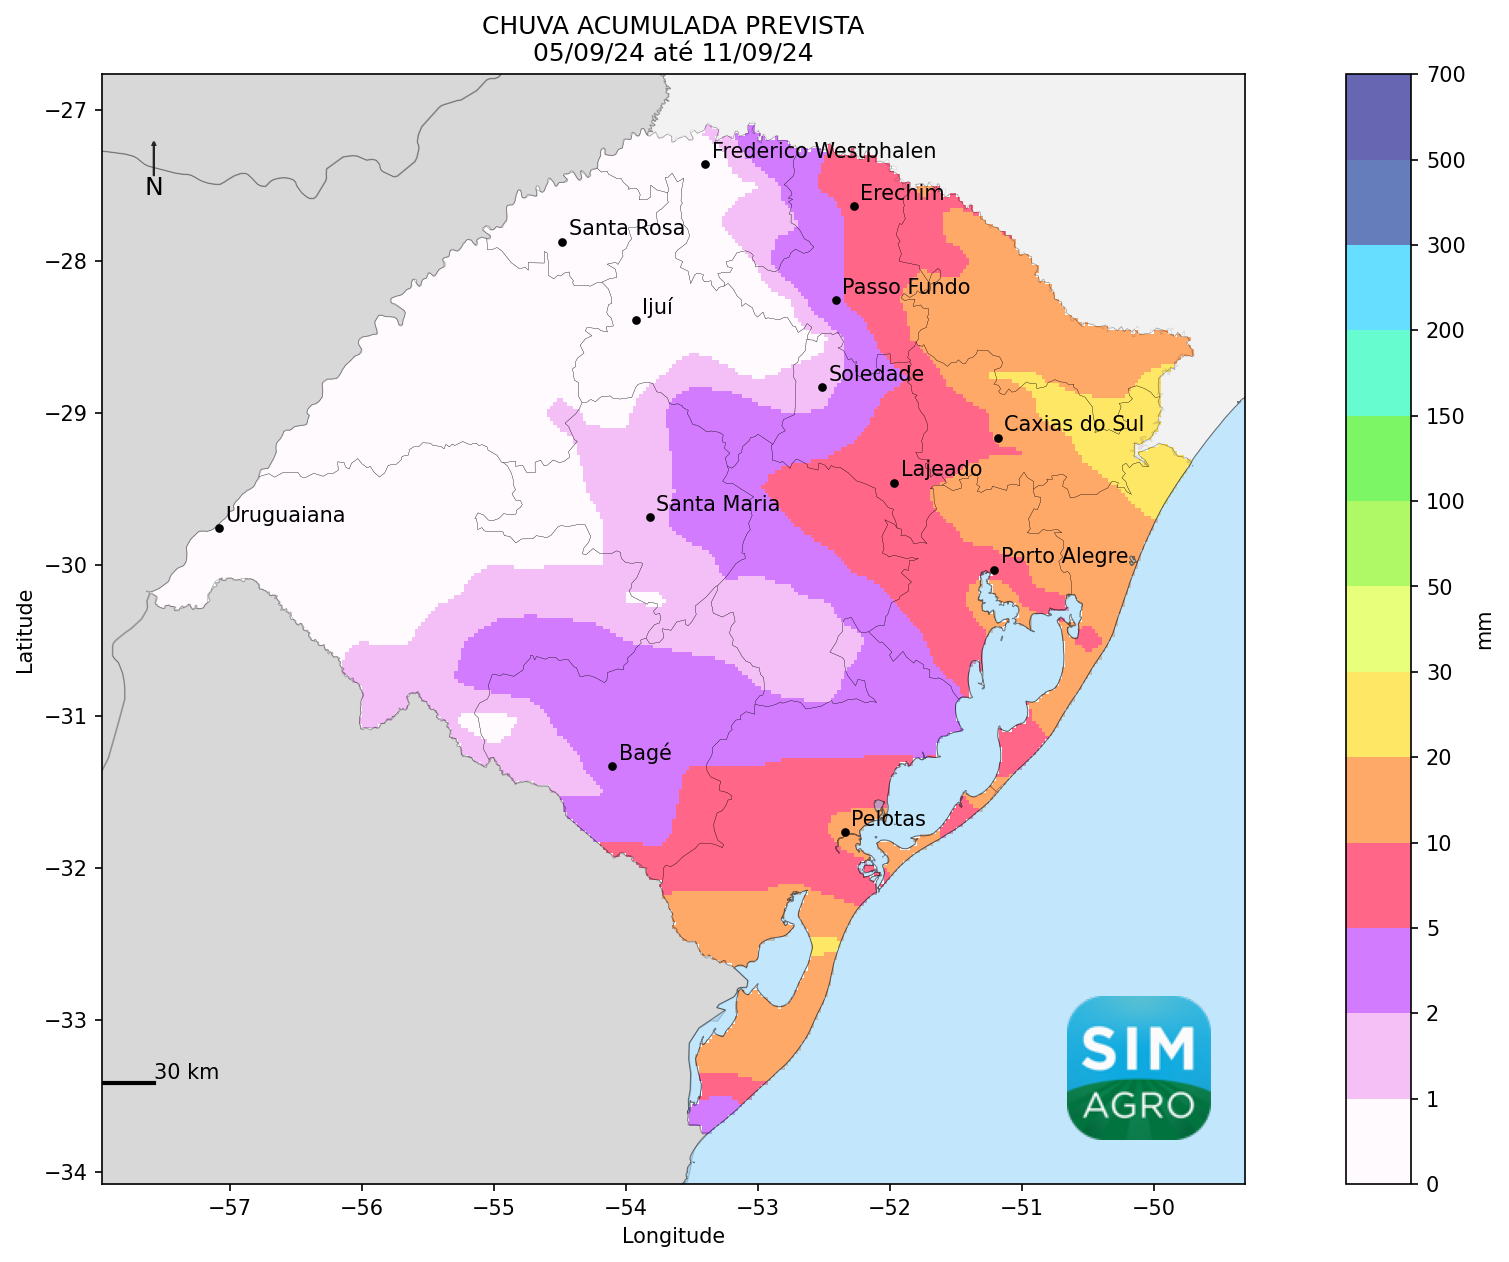 CHUVA ACUMULADA PREVISTA
05/09/24 até 11/09/24
−27
−28
−29
−30
−31
−32
−33
−34
Latitude
N
Frederico Westphalen
Erechim
Santa Rosa
Passo Fundo
Ijuí
Soledade
Caxias do Sul
Lajeado
Santa Maria
Uruguaiana
Porto Alegre
Bagé
Pelotas
30 km
SIM
AGRO
−57
−56
−55
−54
−53
−52
−51
−50
Longitude
700
500
300
200
150
100
50
30
20
10
5
2
1
0
mm